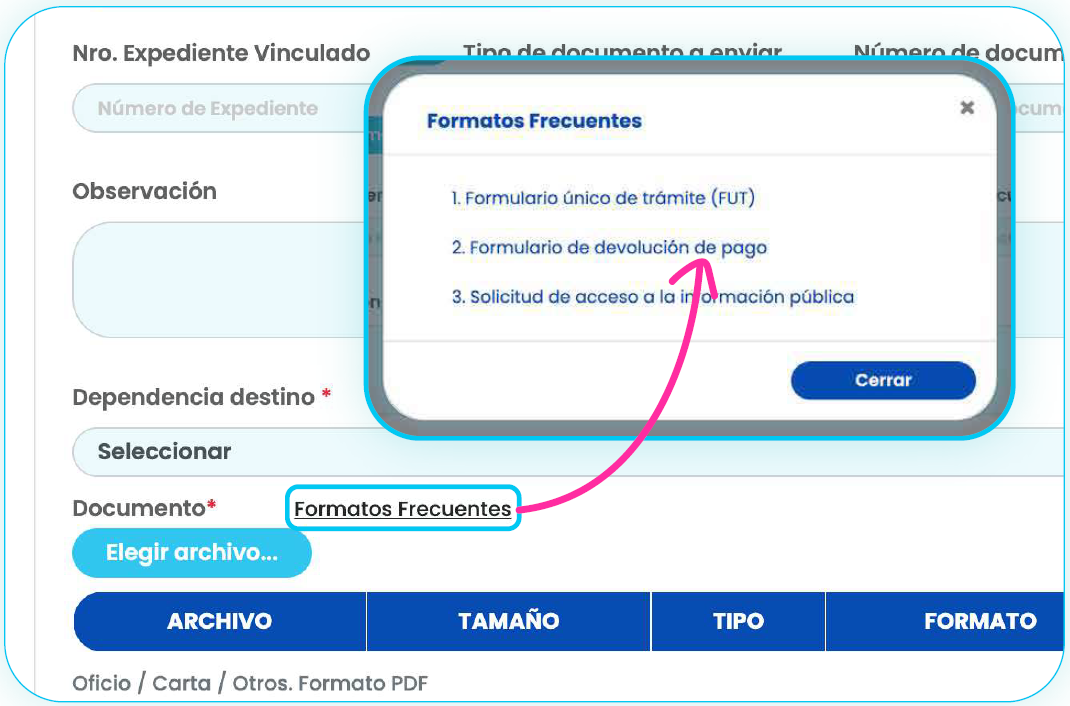 Nro. Expediente Vinculado
Tipo de documento a enviar
Número de docum
Número de Expediente
Formatos Frecuentes
1. Formulario único de trámite (FUT)
2. Formulario de devolución de pago
3. Solicitud de acceso a la información pública
Cerrar
Observación
Dependencia destino *
Seleccionar
Documento*
Formatos Frecuentes
Elegir archivo...
ARCHIVO TAMAÑO TIPO FORMATO
Oficio / Carta / Otros. Formato PDF